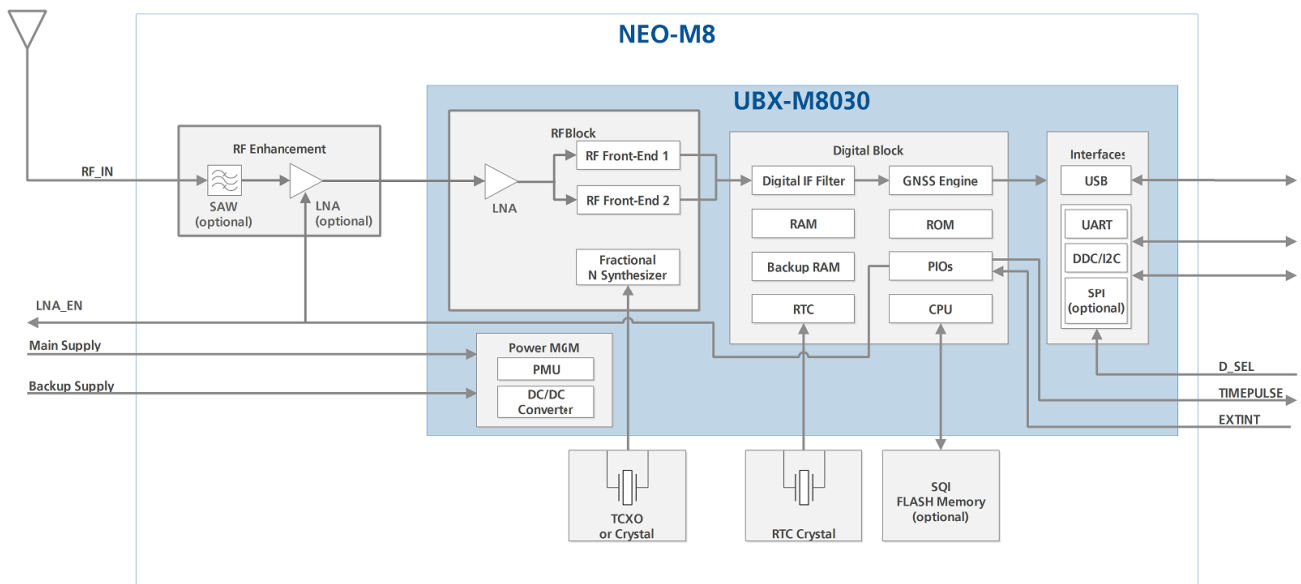 NEO-M8
UBX-M8030
RF Enhancement
RF_IN
SAW
(optional)
LNA
(optional)
RFBlock
RF Front-End 1
RF Front-End 2
LNA
Fractional
N Synthesizer
Digital Block
Digital IF Filter
GNSS Engine
RAM
ROM
Backup RAM
PIOs
RTC
CPU
Interfaces
USB
UART
DDC/I2C
SPI
(optional)
LNA_EN
Main Supply
Backup Supply
Power MGM
PMU
DC/DC
Converter
D_SEL
TIMEPULSE
EXTINT
TCXO
or Crystal
RTC Crystal
SQI
FLASH Memory
(optional)